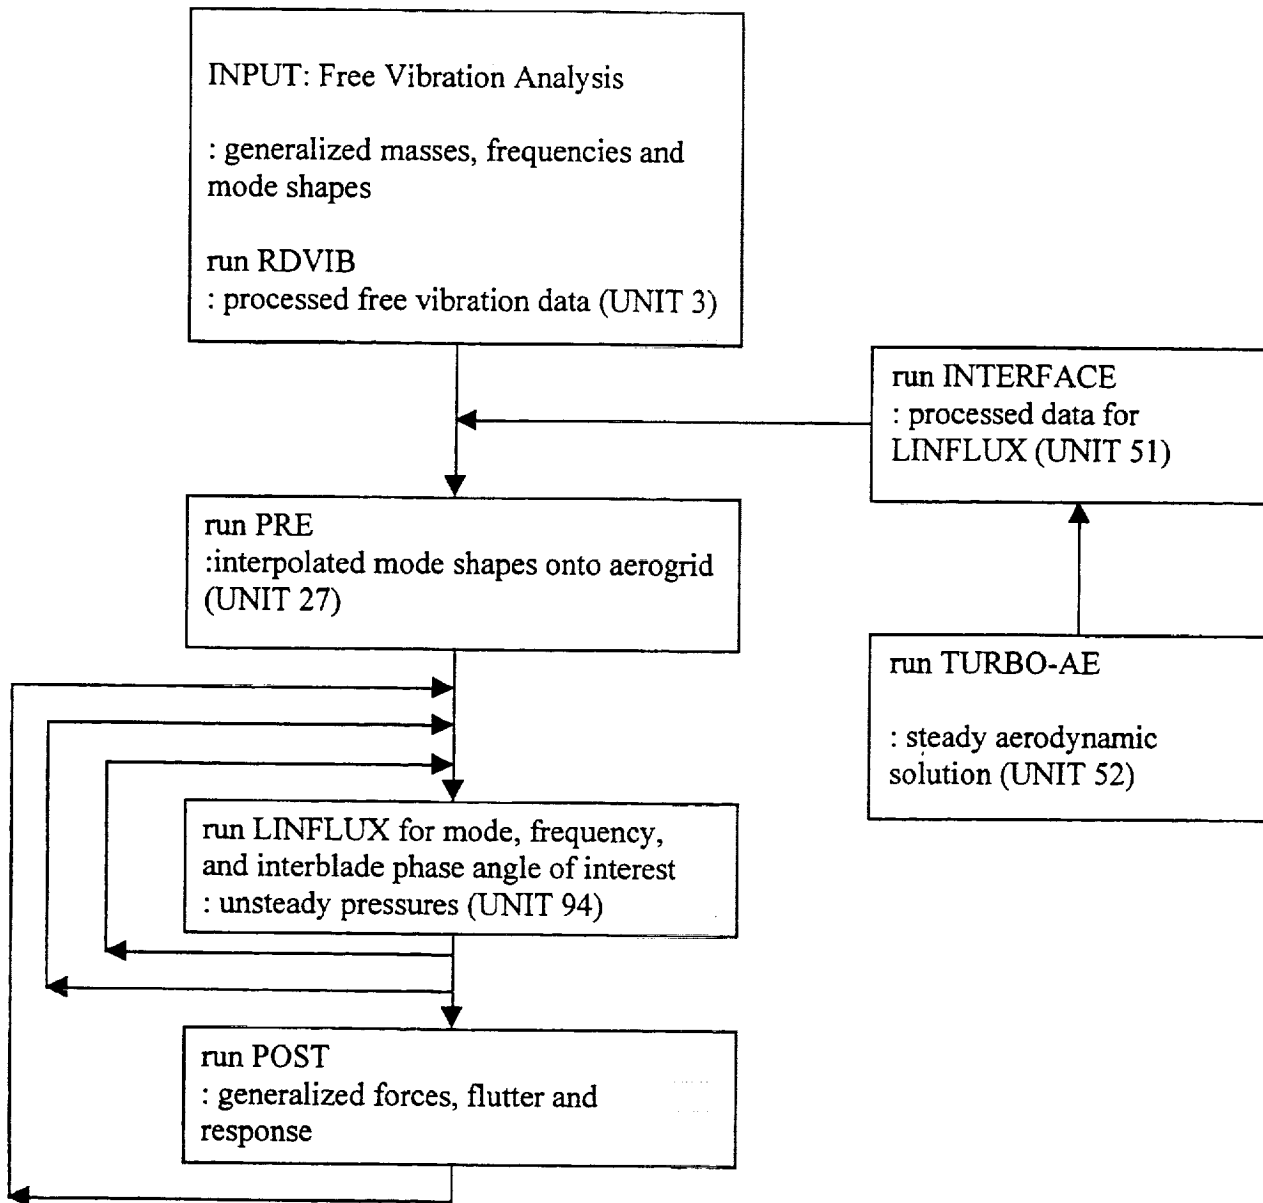 INPUT: Free Vibration Analysis
: generalized masses, frequencies and
mode shapes
run RDVIB
: processed free vibration data (UNIT 3)
run INTERFACE
: processed data for
LINFLUX (UNIT 51)
run PRE
:interpolated mode shapes onto aerogrid
(UNIT 27)
run TURBO-AE
: steady aerodynamic
solution (UNIT 52)
run LINFLUX for mode, frequency,
and interblade phase angle of interest
: unsteady pressures (UNIT 94)
run POST
: generalized forces, flutter and
response